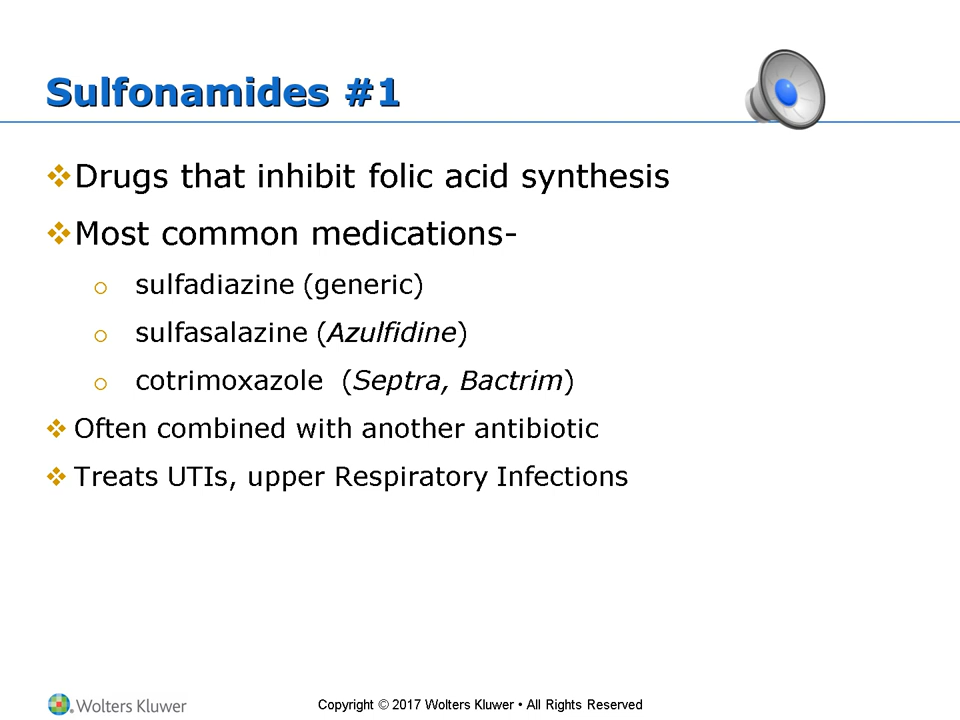 Sulfonamides #1
Drugs that inhibit folic acid synthesis
Most common medications-
sulfadiazine (generic)
sulfasalazine (Azulfidine)
cotrimoxazole (Septra, Bactrim)
Often combined with another antibiotic
Treats UTIs, upper Respiratory Infections
Wolters Kluwer
Copyright © 2017 Wolters Kluwer • All Rights Reserved